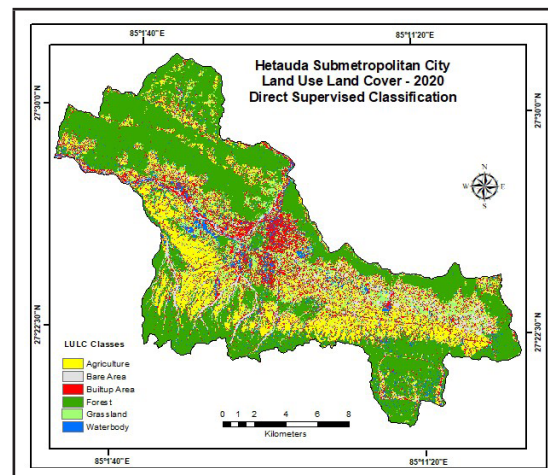 85°1'40"E 85°11'20"E
Hetauda Submetropolitan City
Land Use Land Cover - 2020
Direct Supervised Classification
27°30'0"N 27°30'0"N
N
W E
S
27°22'30"N 27°22'30"N
LULC Classes
Agriculture
Bare Area
Builtup Area
Forest
Grassland
Waterbody
0 1 2 4 6 8
Kilometers
85°1'40"E 85°11'20"E